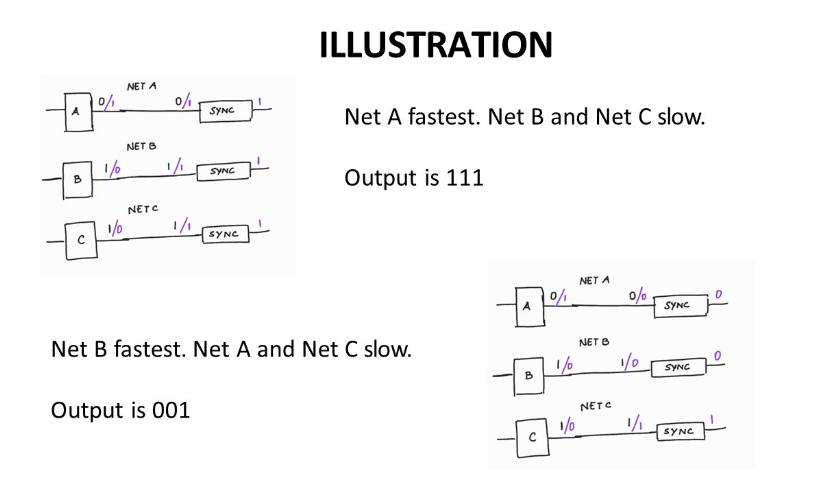 ILLUSTRATION
NET A
A 0/1 0/1 SYNC 1
NET B
B 1/0 1/1 SYNC 1
NET C
C 1/0 1/1 SYNC 1
Net A fastest. Net B and Net C slow.
Output is 111
Net B fastest. Net A and Net C slow.
Output is 001
NET A
A 0/1 0/0 SYNC 0
NET B
B 1/0 1/0 SYNC 0
NET C
C 1/0 1/1 SYNC 1